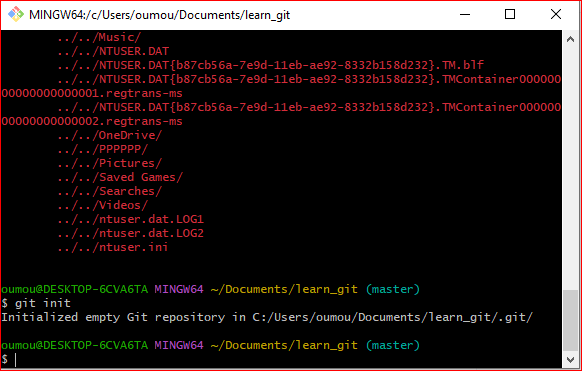 MINGW64:/c/Users/oumou/Documents/learn_git
../../Music/
../../NTUSER.DAT
../../NTUSER.DAT{b87cb56a-7e9d-11eb-ae92-8332b158d232}.TM.blf
../../NTUSER.DAT{b87cb56a-7e9d-11eb-ae92-8332b158d232}.TMContainer000000
00000000000001.regtrans-ms
../../NTUSER.DAT{b87cb56a-7e9d-11eb-ae92-8332b158d232}.TMContainer000000
00000000000002.regtrans-ms
../../OneDrive/
../../PPPPPP/
../../Pictures/
../../Saved Games/
../../Searches/
../../Videos/
../../ntuser.dat.LOG1
../../ntuser.dat.LOG2
../../ntuser.ini
oumou@DESKTOP-6CVA6TA MINGW64 ~/Documents/learn_git (master)
$ git init
Initialized empty Git repository in C:/Users/oumou/Documents/learn_git/.git/
oumou@DESKTOP-6CVA6TA MINGW64 ~/Documents/learn_git (master)
$